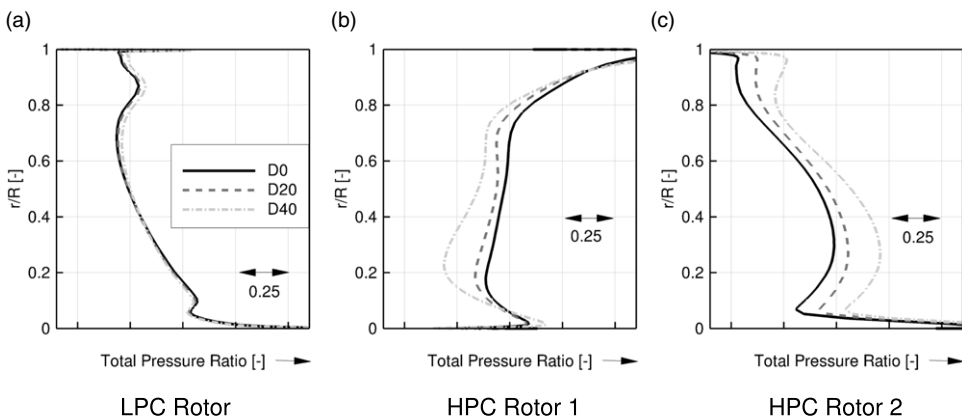 (a) (b) (c)
1 1 1
0.8 0.8 0.8
0.6 0.6 0.6
r/R [-] r/R [-] r/R [-]
D0
D20
D40
0.4 0.4 0.4
0.25 0.25 0.25
0.2 0.2 0.2
0 0 0
Total Pressure Ratio [-] Total Pressure Ratio [-] Total Pressure Ratio [-]
LPC Rotor HPC Rotor 1 HPC Rotor 2